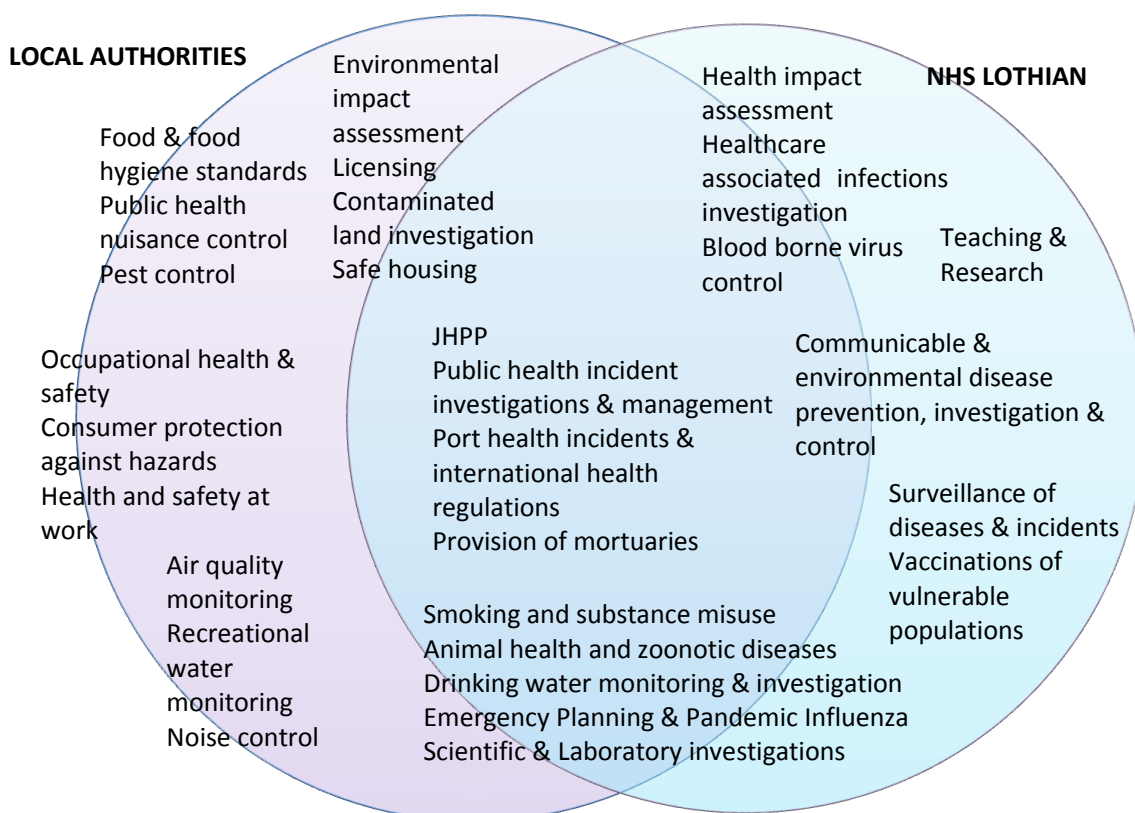 LOCAL AUTHORITIES
Environmental
impact
assessment
Licensing
Contaminated
land investigation
Safe housing
Health impact
assessment
Healthcare
associated infections
investigation
Blood borne virus
control
NHS LOTHIAN
Food & food
hygiene standards
Public health
nuisance control
Pest control
Teaching &
Research
Occupational health &
safety
Consumer protection
against hazards
Health and safety at
work
JHPP
Public health incident
investigations & management
Port health incidents &
international health
regulations
Provision of mortuaries
Communicable &
environmental disease
prevention, investigation &
control
Surveillance of
diseases & incidents
Vaccinations of
vulnerable
populations
Air quality
monitoring
Recreational
water
monitoring
Noise control
Smoking and substance misuse
Animal health and zoonotic diseases
Drinking water monitoring & investigation
Emergency Planning & Pandemic Influenza
Scientific & Laboratory investigations